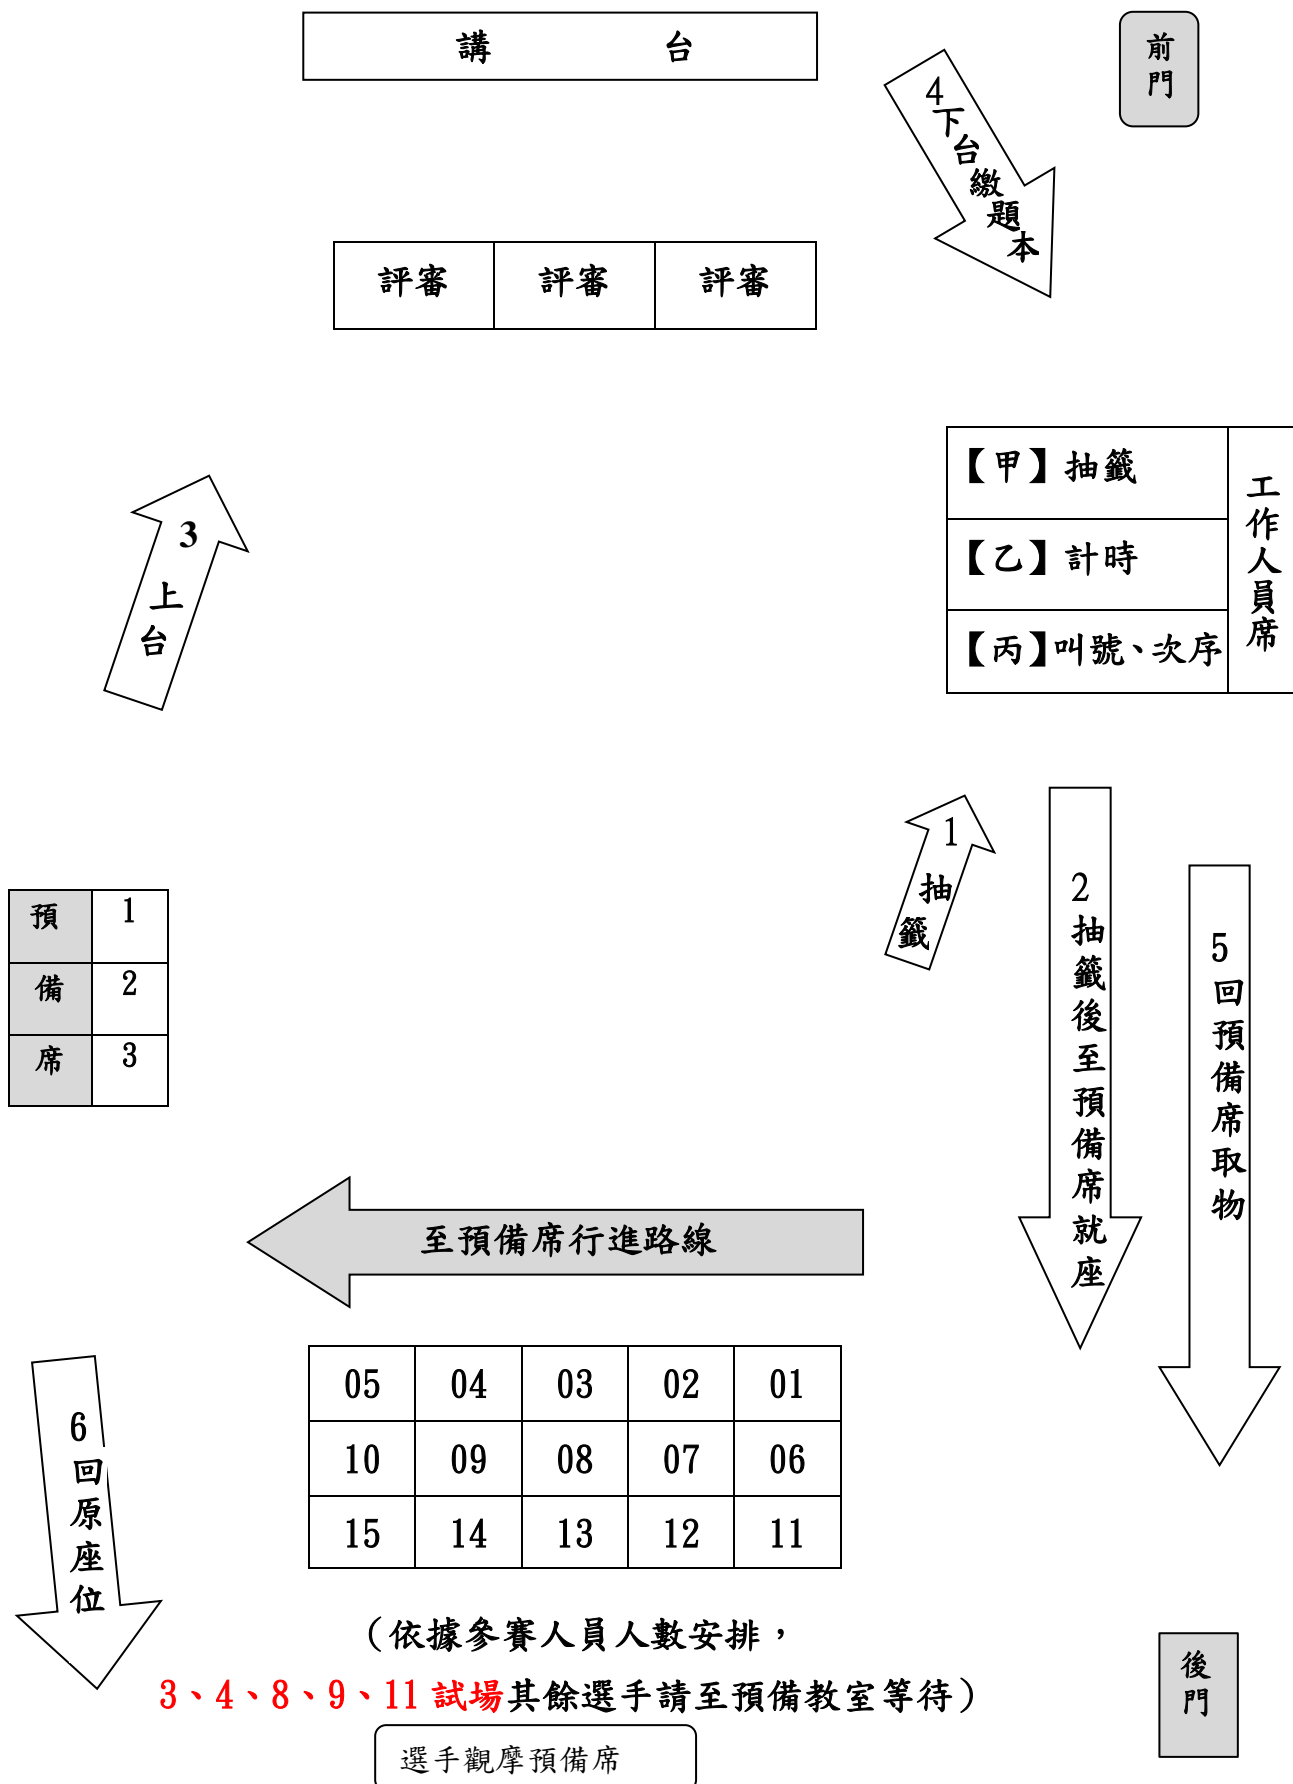 講 台
前門
4下台繳題本
評審 評審 評審
【甲】抽籤
【乙】計時
【丙】叫號、次序
工作人員席
3上台
1抽籤
2抽籤後至預備席就座
5回預備席取物
預 1
備 2
席 3
至預備席行進路線
05 04 03 02 01
10 09 08 07 06
15 14 13 12 11
6回原座位
（依據參賽人員人數安排，
3、4、8、9、11 試場其餘選手請至預備教室等待）
後門
選手觀摩預備席